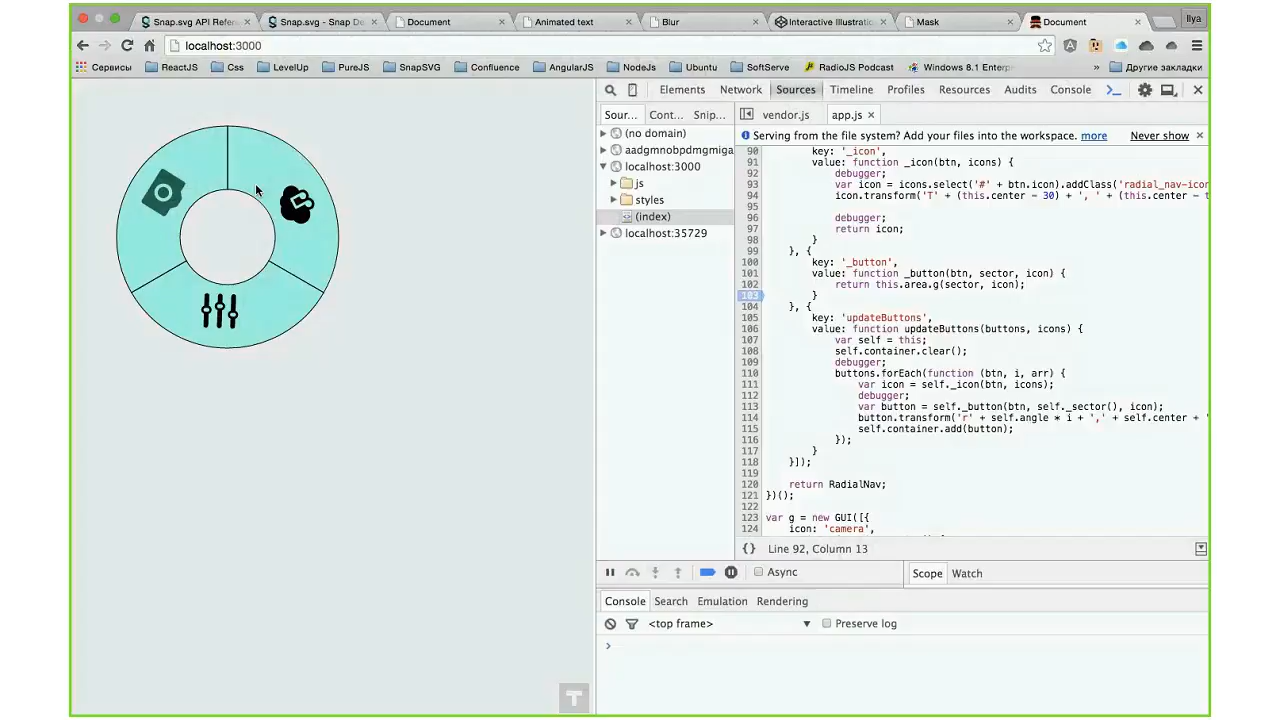 Snap.svg API Refer
Snap.svg - Snap De
Document
Animated text
Blur
Interactive Illustratio
Mask
Document
Ilya
localhost:3000
Сервисы
ReactJS
Css
LevelUp
PureJS
SnapSVG
Confluence
AngularJS
NodeJs
Ubuntu
SoftServe
RadioJS Podcast
Windows 8.1 Enterp
»
Другие закладки
Elements Network Sources Timeline Profiles Resources Audits Console
Sour... Cont... Snip...
vendor.js
app.js ×
Serving from the file system? Add your files into the workspace. more Never show ×
(no domain)
aadgmnobpdmgmiga
localhost:3000
js
styles
(index)
localhost:35729
90 key: '_icon',
91 value: function _icon(btn, icons) {
92 debugger;
93 var icon = icons.select('#' + btn.icon).addClass('radial_nav-icon
94 icon.transform('T' + (this.center - 30) + ', ' + (this.center - t
95
96 debugger;
97 return icon;
98 }
99 }, {
100 key: '_button',
101 value: function _button(btn, sector, icon) {
102 return this.area.g(sector, icon);
103 }
104 }, {
105 key: 'updateButtons',
106 value: function updateButtons(buttons, icons) {
107 var self = this;
108 self.container.clear();
109 debugger;
110 buttons.forEach(function (btn, i, arr) {
111 var icon = self._icon(btn, icons);
112 debugger;
113 var button = self._button(btn, self._sector(), icon);
114 button.transform('r' + self.angle * i + ',' + self.center + '
115 self.container.add(button);
116 });
117 }
118 }]);
119
120 return RadialNav;
121 })();
122
123 var g = new GUI([{
124 icon: 'camera',
{} Line 92, Column 13
Async
Scope Watch
Console Search Emulation Rendering
<top frame> ▼ Preserve log
>
T